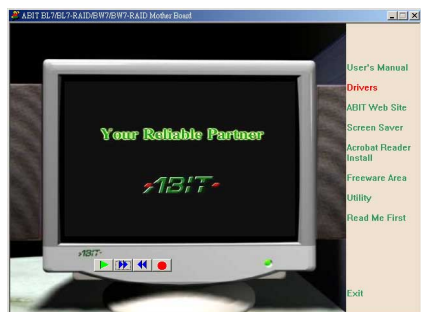 ABIT BL7/BL7-RAID/BW7/BW7-RAID Mother Board
User's Manual
Drivers
ABIT Web Site
Screen Saver
Acrobat Reader
Install
Freeware Area
Utility
Read Me First
Exit
Your Reliable Partner
ABIT
ABIT